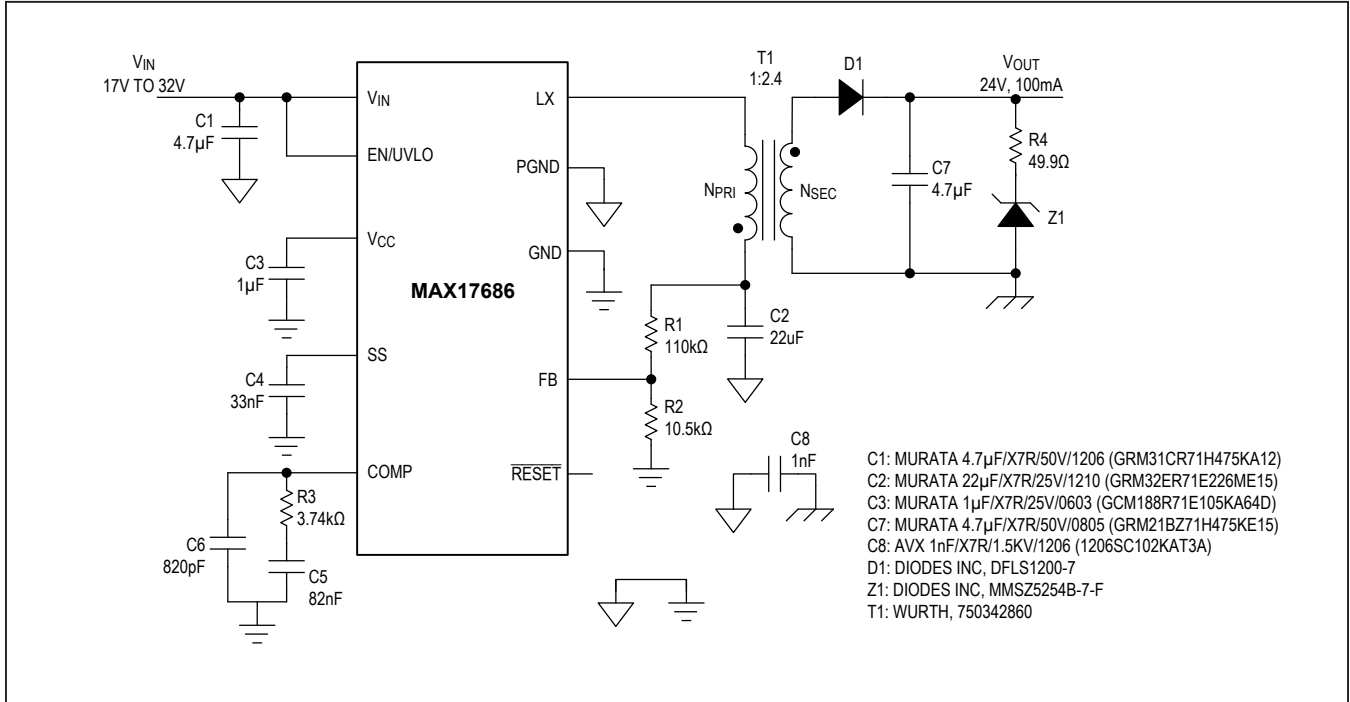 VIN
17V TO 32V
C1
4.7µF
VIN
EN/UVLO
VCC
C3
1µF
SS
C4
33nF
COMP
R3
3.74kΩ
C6
820pF
C5
82nF
MAX17686
LX
PGND
GND
FB
RESET
T1
1:2.4
NPRI
NSEC
D1
VOUT
24V, 100mA
C7
4.7µF
R4
49.9Ω
Z1
R1
110kΩ
C2
22uF
R2
10.5kΩ
C8
1nF
C1: MURATA 4.7µF/X7R/50V/1206 (GRM31CR71H475KA12)
C2: MURATA 22µF/X7R/25V/1210 (GRM32ER71E226ME15)
C3: MURATA 1µF/X7R/25V/0603 (GCM188R71E105KA64D)
C7: MURATA 4.7µF/X7R/50V/0805 (GRM21BZ71H475KE15)
C8: AVX 1nF/X7R/1.5KV/1206 (1206SC102KAT3A)
D1: DIODES INC, DFLS1200-7
Z1: DIODES INC, MMSZ5254B-7-F
T1: WURTH, 750342860